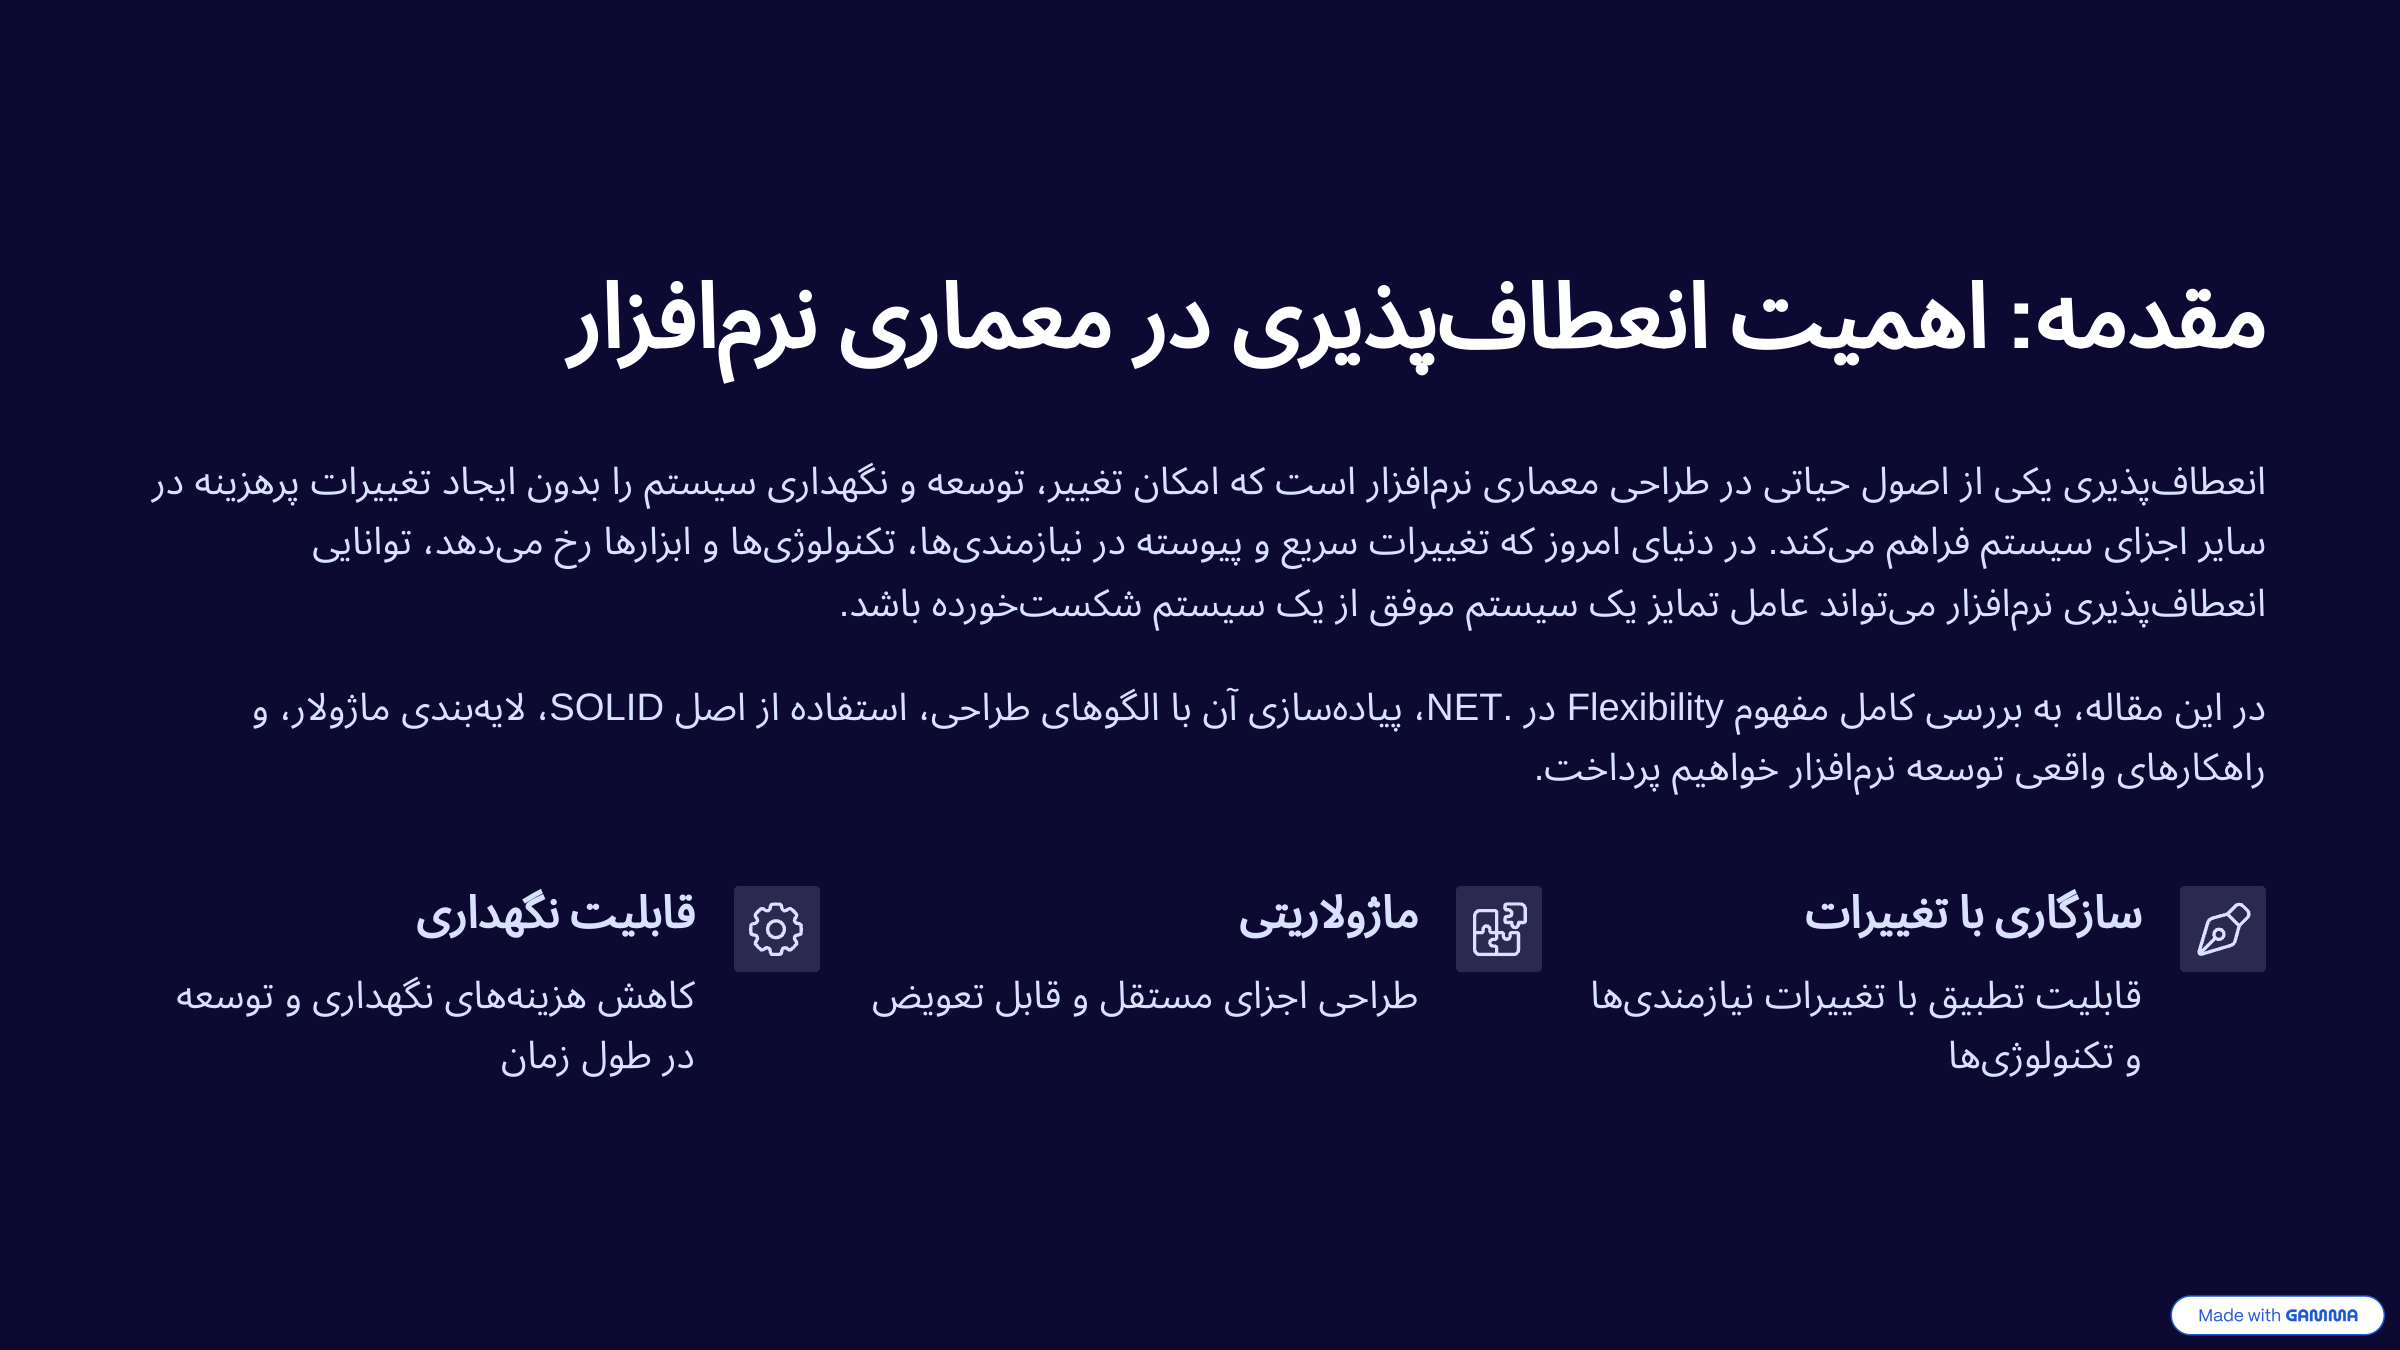 مقدمه: اهمیت انعطاف‌پذیری در معماری نرم‌افزار
انعطاف‌پذیری یکی از اصول حیاتی در طراحی معماری نرم‌افزار است که امکان تغییر، توسعه و نگهداری سیستم را بدون ایجاد تغییرات پرهزینه در
سایر اجزای سیستم فراهم می‌کند. در دنیای امروز که تغییرات سریع و پیوسته در نیازمندی‌ها، تکنولوژی‌ها و ابزارها رخ می‌دهد، توانایی
انعطاف‌پذیری نرم‌افزار می‌تواند عامل تمایز یک سیستم موفق از یک سیستم شکست‌خورده باشد.
در این مقاله، به بررسی کامل مفهوم Flexibility در .NET، پیاده‌سازی آن با الگوهای طراحی، استفاده از اصل SOLID، لایه‌بندی ماژولار، و
راهکارهای واقعی توسعه نرم‌افزار خواهیم پرداخت.
سازگاری با تغییرات
قابلیت تطبیق با تغییرات نیازمندی‌ها
و تکنولوژی‌ها
ماژولاریتی
طراحی اجزای مستقل و قابل تعویض
قابلیت نگهداری
کاهش هزینه‌های نگهداری و توسعه
در طول زمان
Made with GAMMA